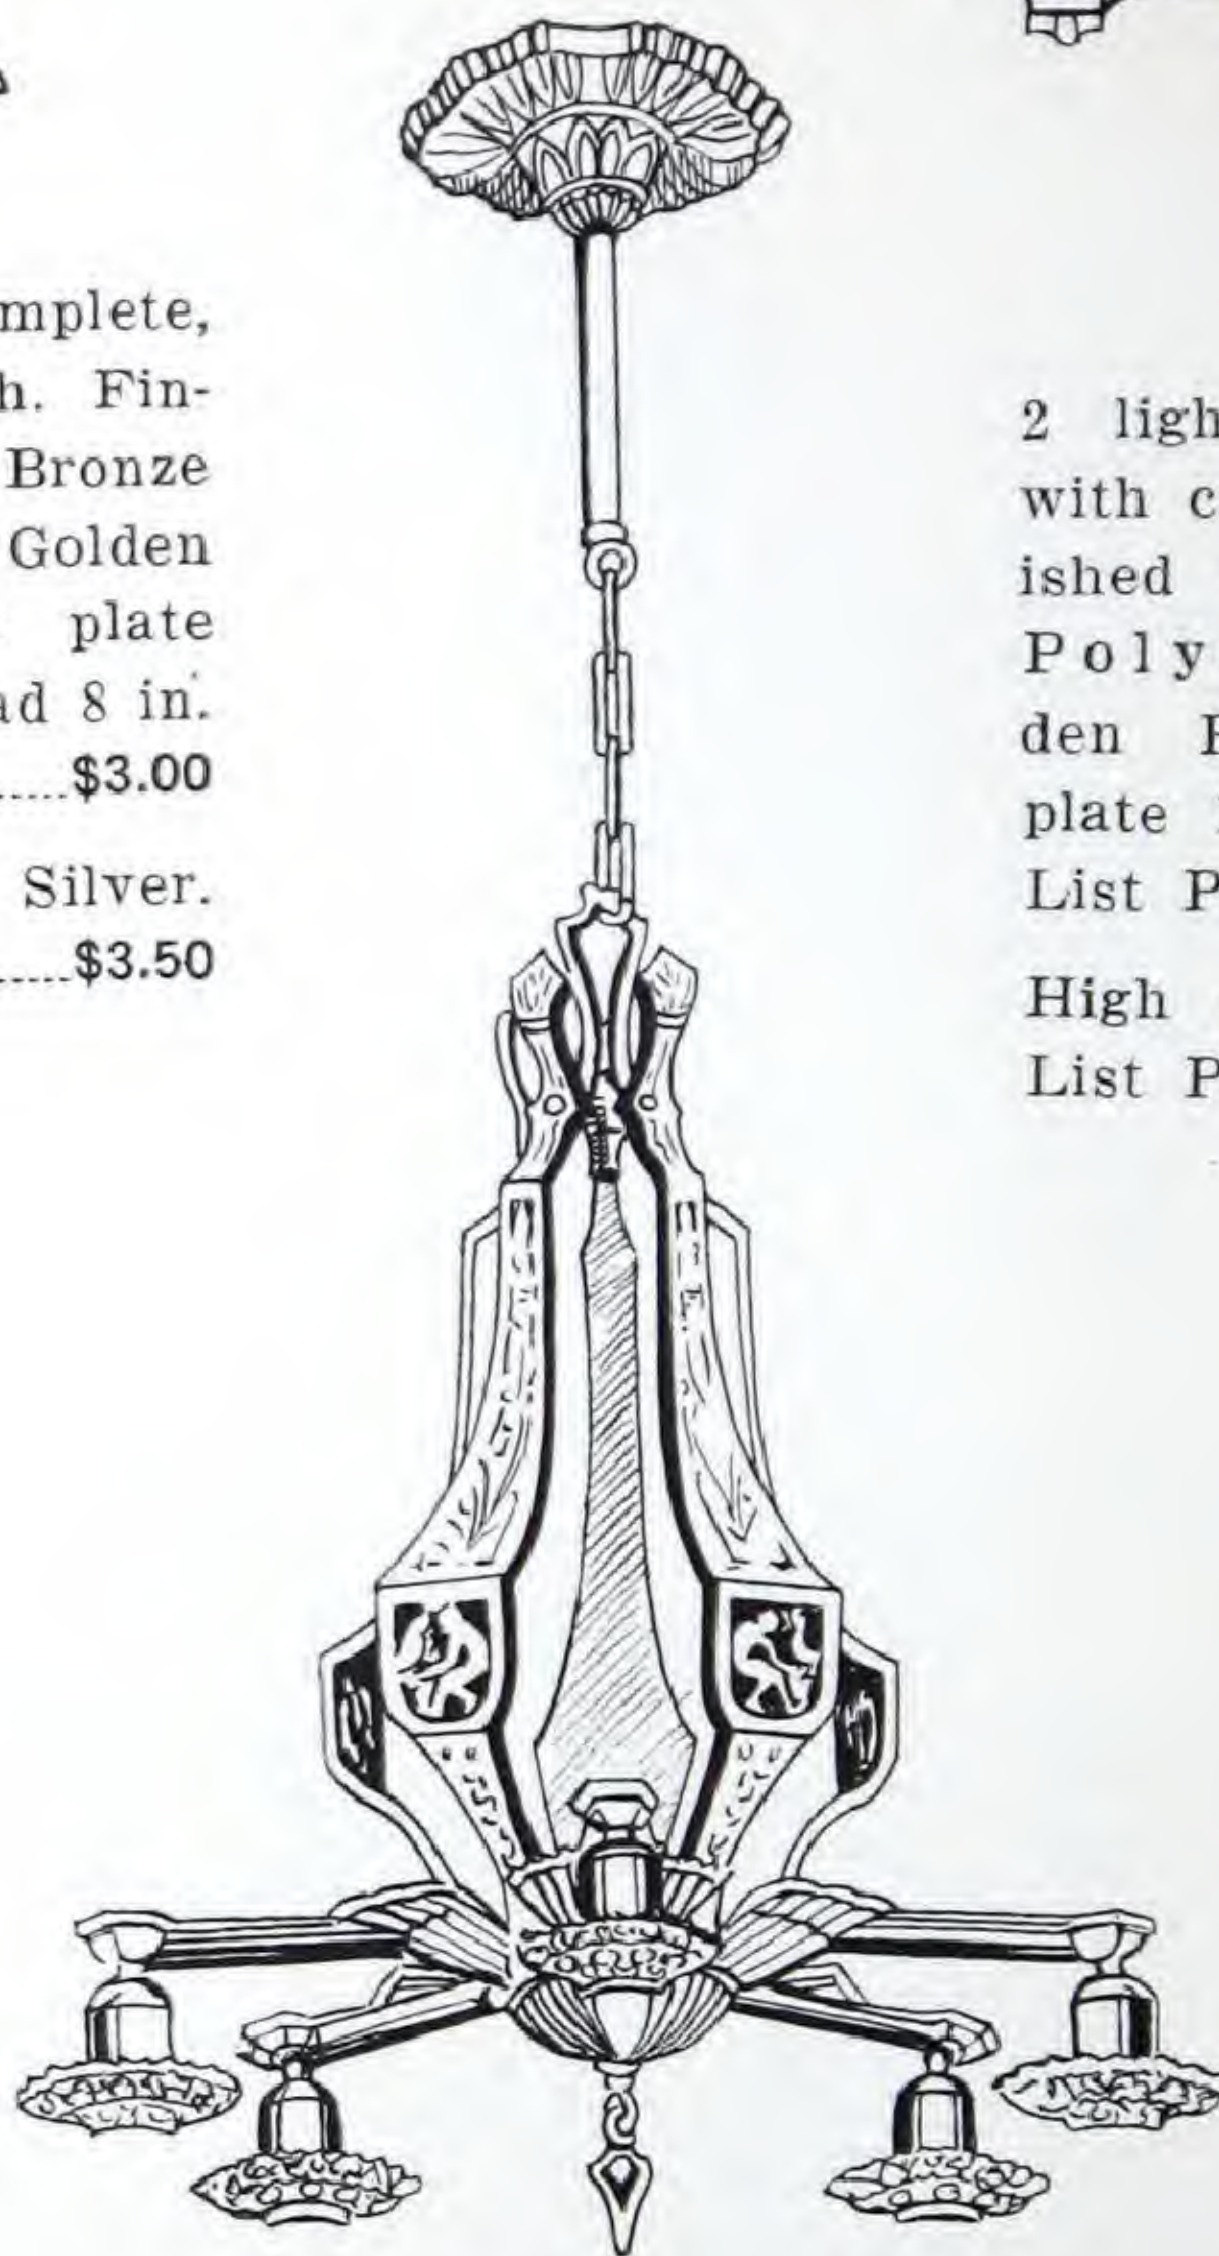 mplete,
h. Fin-
Bronze
Golden
plate
ad 8 in.
$3.00
Silver.
$3.50
2 ligh
with c
ished
Poly
den
plate
List P
High
List P